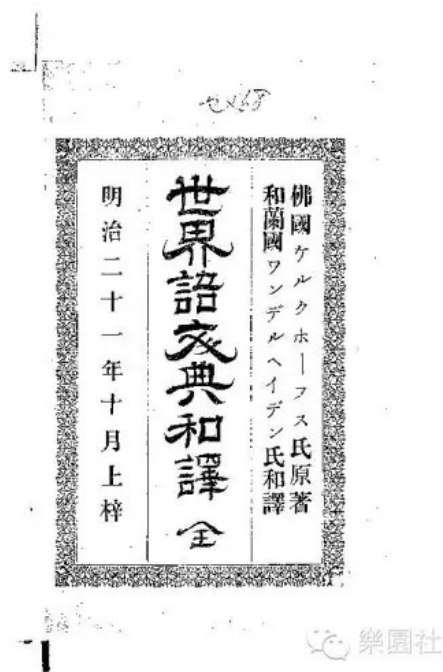 佛國ケルクホーフス氏原著
和蘭國ワンデルヘイデン氏和譯
世界語文典和譯 全
明治二十一年十月上梓
樂園社